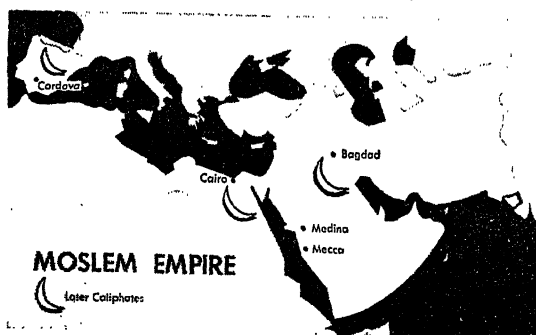 Cordova
Bagdad
Cairo
Medina
Mecca
MOSLEM EMPIRE
Later Caliphates